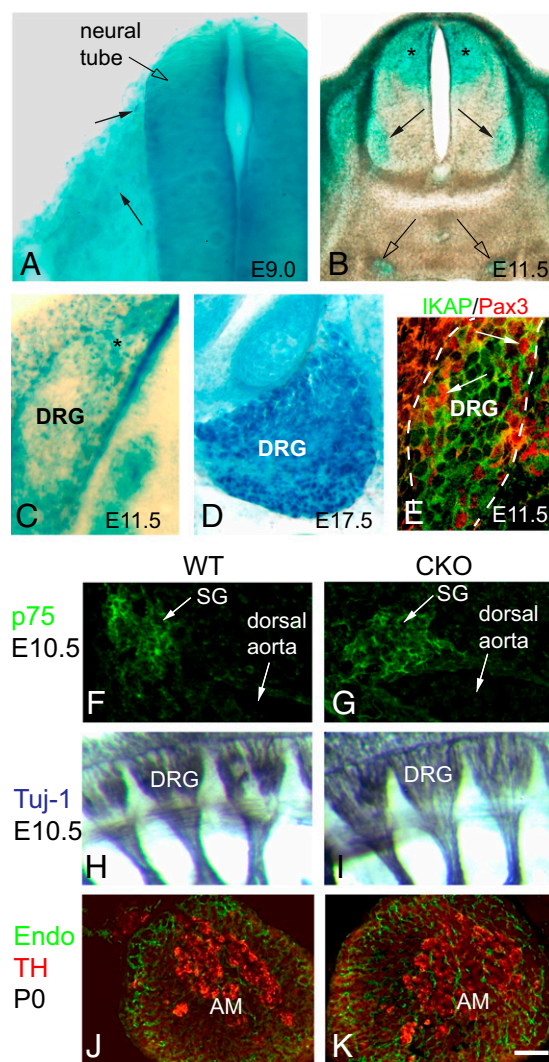 neural
tube
A
E9.0
*
*
B
E11.5
*
DRG
C
E11.5
DRG
D
E17.5
IKAP/Pax3
DRG
E
E11.5
WT
CKO
p75
E10.5
SG
dorsal
aorta
F
SG
dorsal
aorta
G
Tuj-1
E10.5
DRG
H
DRG
I
Endo
TH
P0
AM
J
AM
K